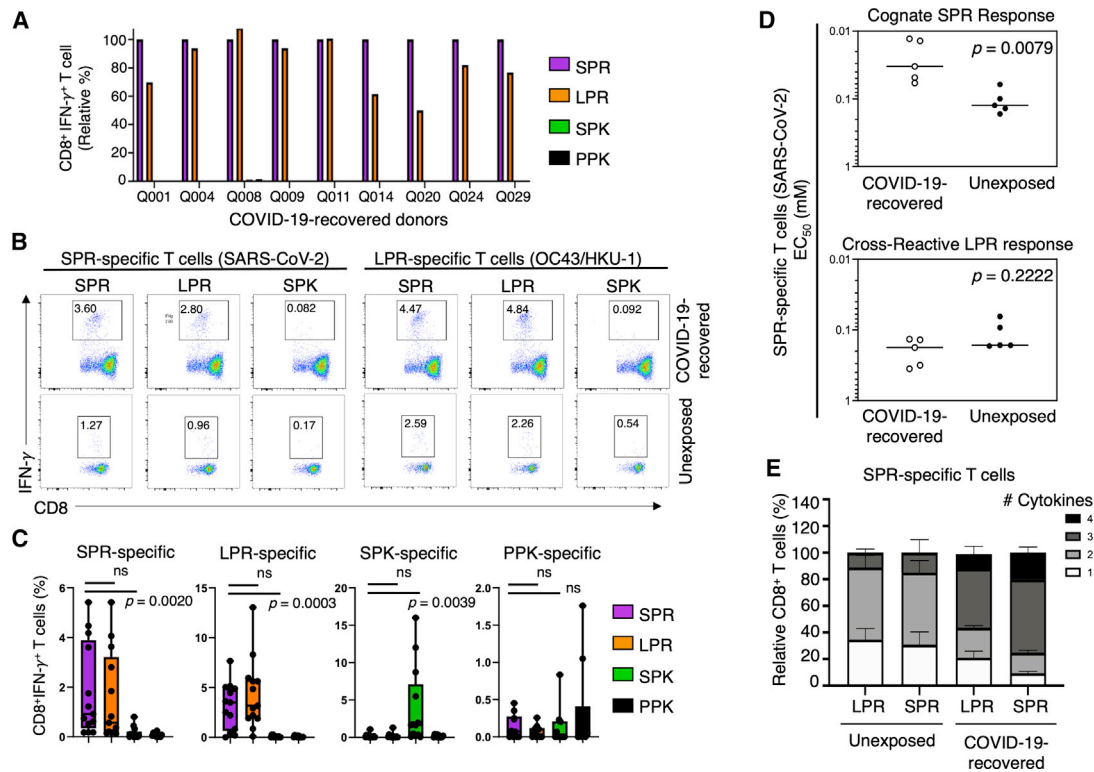 A
CD8+ IFN-γ+ T cell
(Relative %)
100
80
60
40
20
0
Q001 Q004 Q008 Q009 Q011 Q014 Q020 Q024 Q029
COVID-19-recovered donors
SPR
LPR
SPK
PPK
B
SPR-specific T cells (SARS-CoV-2)
LPR-specific T cells (OC43/HKU-1)
SPR LPR SPK SPR LPR SPK
3.60 2.80 0.082 4.47 4.84 0.092
COVID-19-
recovered
1.27 0.96 0.17 2.59 2.26 0.54
Unexposed
IFN-γ
CD8
C
SPR-specific LPR-specific SPK-specific PPK-specific
ns ns ns ns
p = 0.0020 p = 0.0003 p = 0.0039 ns
CD8+IFN-γ+ T cells (%)
6
4
2
0
15
10
5
0
20
15
10
5
0
2.0
1.5
1.0
0.5
0.0
SPR
LPR
SPK
PPK
D
Cognate SPR Response
p = 0.0079
0.01
0.1
1
COVID-19-
recovered
Unexposed
SPR-specific T cells (SARS-CoV-2)
EC50 (mM)
Cross-Reactive LPR response
p = 0.2222
0.01
0.1
1
COVID-19-
recovered
Unexposed
E
SPR-specific T cells
Relative CD8+ T cells (%)
140
120
100
80
60
40
20
0
# Cytokines
4
3
2
1
LPR SPR LPR SPR
Unexposed
COVID-19-
recovered